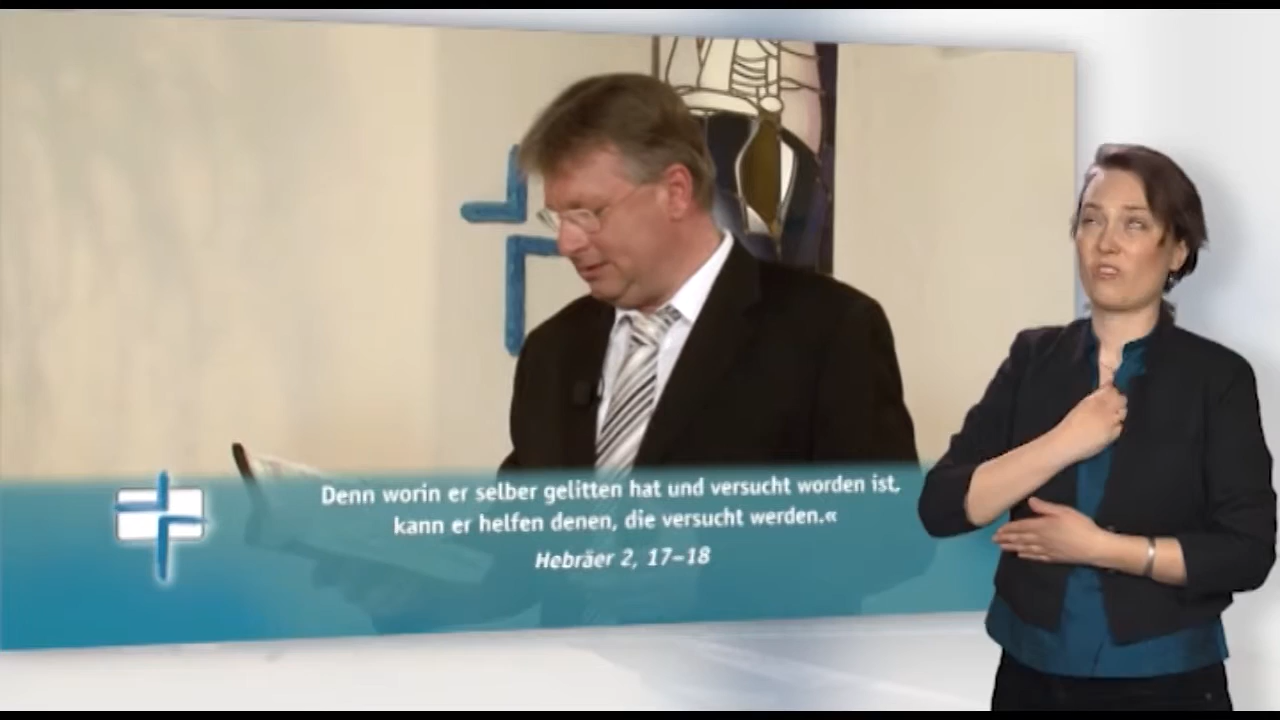 Denn worin er selber gelitten hat und versucht worden ist,
kann er helfen denen, die versucht werden.«
Hebräer 2, 17–18